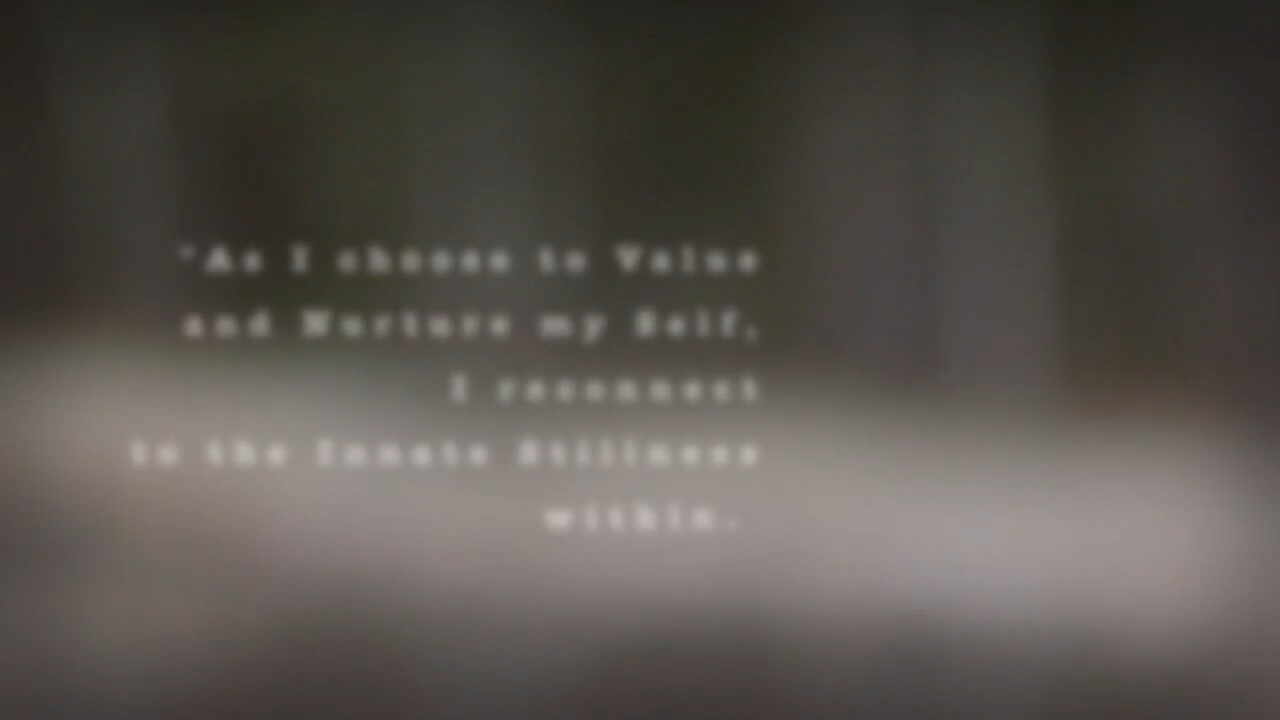 "As I choose to Value
and Nurture my Self,
I reconnect
to the Innate Stillness
within.